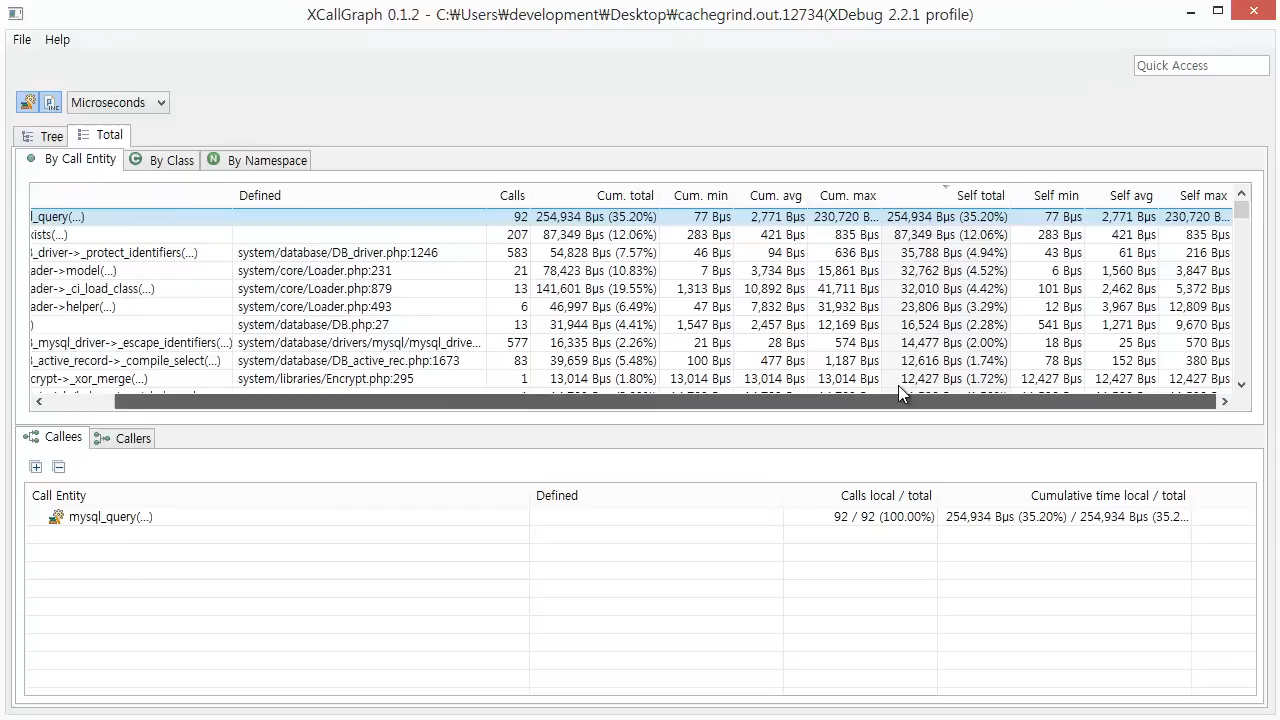 XCallGraph 0.1.2 - C:₩Users₩development₩Desktop₩cachegrind.out.12734(XDebug 2.2.1 profile)
File Help
Quick Access
Microseconds
Tree Total
By Call Entity By Class By Namespace
Defined Calls Cum. total Cum. min Cum. avg Cum. max Self total Self min Self avg Self max
l_query(...) 92 254,934 Bµs (35.20%) 77 Bµs 2,771 Bµs 230,720 B... 254,934 Bµs (35.20%) 77 Bµs 2,771 Bµs 230,720 B...
xists(...) 207 87,349 Bµs (12.06%) 283 Bµs 421 Bµs 835 Bµs 87,349 Bµs (12.06%) 283 Bµs 421 Bµs 835 Bµs
B_driver->_protect_identifiers(...) system/database/DB_driver.php:1246 583 54,828 Bµs (7.57%) 46 Bµs 94 Bµs 636 Bµs 35,788 Bµs (4.94%) 43 Bµs 61 Bµs 216 Bµs
ader->model(...) system/core/Loader.php:231 21 78,423 Bµs (10.83%) 7 Bµs 3,734 Bµs 15,861 Bµs 32,762 Bµs (4.52%) 6 Bµs 1,560 Bµs 3,847 Bµs
ader->_ci_load_class(...) system/core/Loader.php:879 13 141,601 Bµs (19.55%) 1,313 Bµs 10,892 Bµs 41,711 Bµs 32,010 Bµs (4.42%) 101 Bµs 2,462 Bµs 5,372 Bµs
ader->helper(...) system/core/Loader.php:493 6 46,997 Bµs (6.49%) 47 Bµs 7,832 Bµs 31,932 Bµs 23,806 Bµs (3.29%) 12 Bµs 3,967 Bµs 12,809 Bµs
) system/database/DB.php:27 13 31,944 Bµs (4.41%) 1,547 Bµs 2,457 Bµs 12,169 Bµs 16,524 Bµs (2.28%) 541 Bµs 1,271 Bµs 9,670 Bµs
B_mysql_driver->_escape_identifiers(...) system/database/drivers/mysql/mysql_drive... 577 16,335 Bµs (2.26%) 21 Bµs 28 Bµs 574 Bµs 14,477 Bµs (2.00%) 18 Bµs 25 Bµs 570 Bµs
B_active_record->_compile_select(...) system/database/DB_active_rec.php:1673 83 39,659 Bµs (5.48%) 100 Bµs 477 Bµs 1,187 Bµs 12,616 Bµs (1.74%) 78 Bµs 152 Bµs 380 Bµs
crypt->_xor_merge(...) system/libraries/Encrypt.php:295 1 13,014 Bµs (1.80%) 13,014 Bµs 13,014 Bµs 13,014 Bµs 12,427 Bµs (1.72%) 12,427 Bµs 12,427 Bµs 12,427 Bµs
Callees Callers
Call Entity Defined Calls local / total Cumulative time local / total
mysql_query(...) 92 / 92 (100.00%) 254,934 Bµs (35.20%) / 254,934 Bµs (35.2...